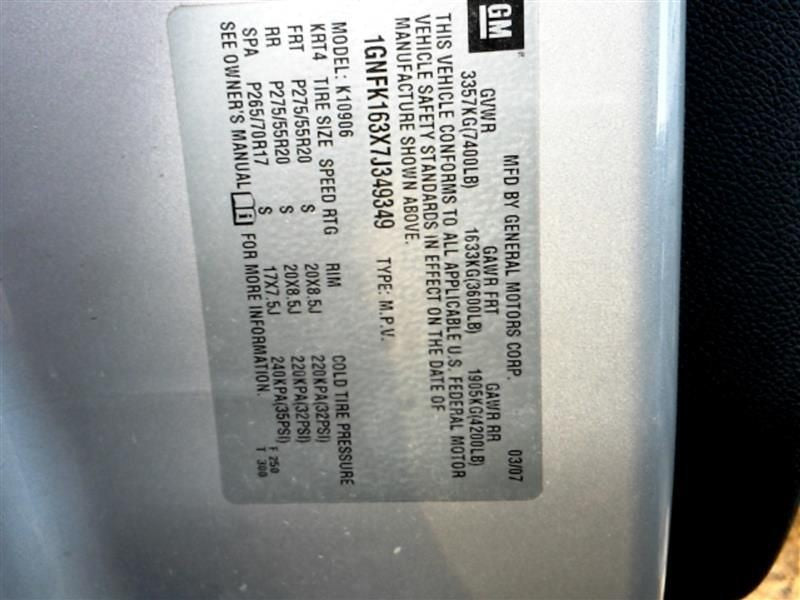 GM
MFD BY GENERAL MOTORS CORP. 03/07
GVWR GAWR FRT GAWR RR
3357KG(7400LB) 1633KG(3600LB) 1905KG(4200LB)
THIS VEHICLE CONFORMS TO ALL APPLICABLE U.S. FEDERAL MOTOR
VEHICLE SAFETY STANDARDS IN EFFECT ON THE DATE OF
MANUFACTURE SHOWN ABOVE.
1GNFK163X7J349349 TYPE: M.P.V.
MODEL: K10906
KRT4 TIRE SIZE SPEED RTG RIM COLD TIRE PRESSURE
FRT P275/55R20 S 20X8.5J 220KPA(32PSI)
RR P275/55R20 S 20X8.5J 220KPA(32PSI)
SPA P265/70R17 S 17X7.5J 240KPA(35PSI)
SEE OWNER'S MANUAL i FOR MORE INFORMATION.
F 250
T 300